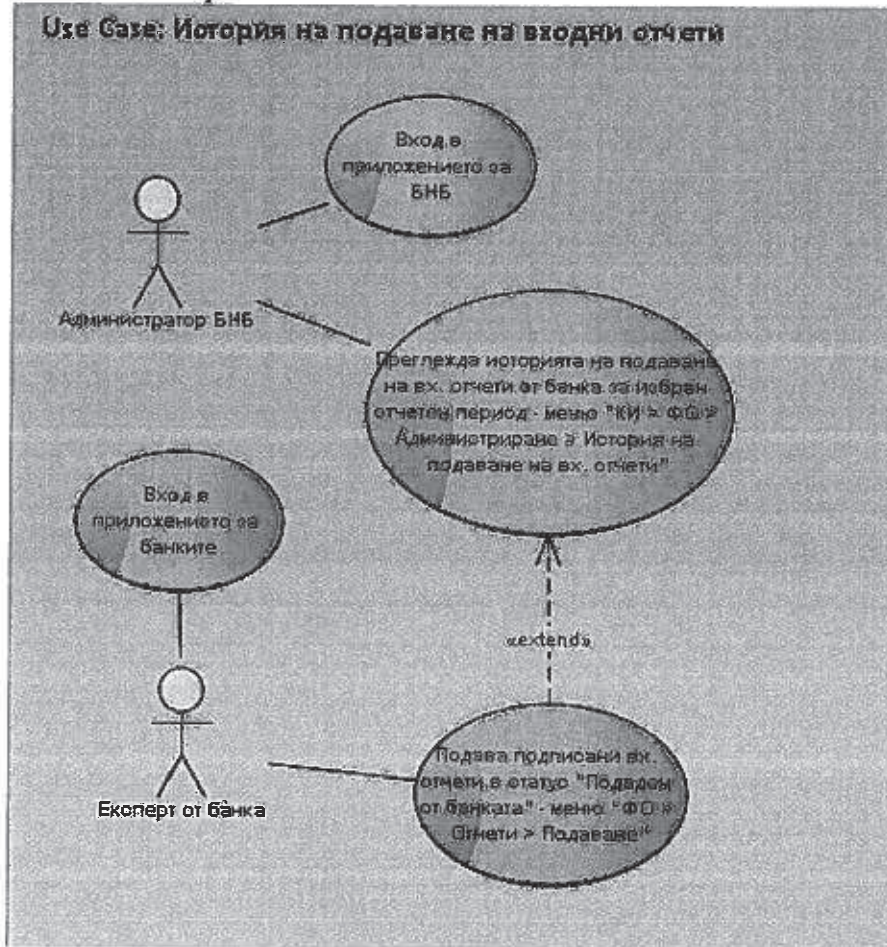 Use Case: История на подаване на входни отчети
Вход в
приложението за
БНБ
Администратор БНБ
Преглежда историята на подаване
на вх. отчети от банка за избран
отчетен период - меню "КИ > ФО >
Администриране > История на
подаване на вх. отчети"
Вход в
приложението за
банките
«extend»
Експерт от банка
Подава подписани вх.
отчети в статус "Подаден
от банката" - меню "ФО >
Отчети > Подаване"